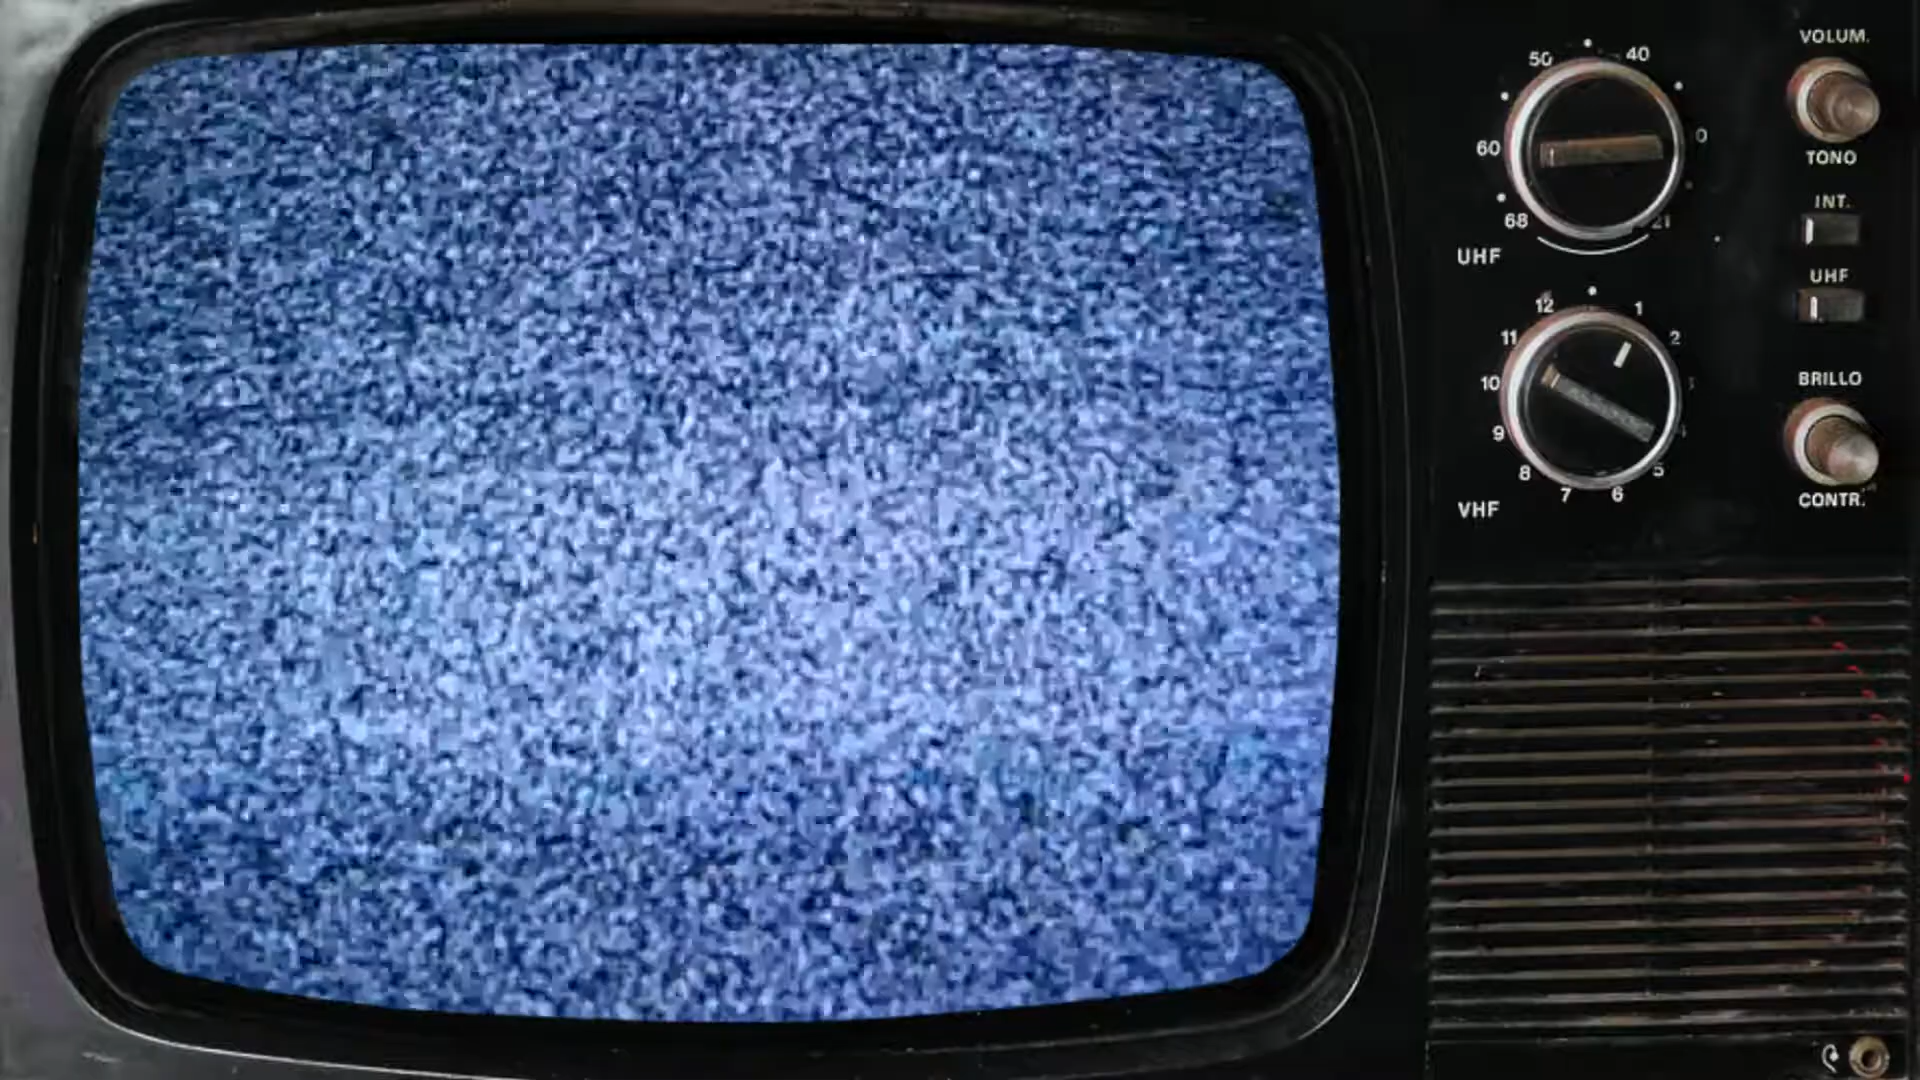 50 40
60 0
68 21
UHF
12 1
11 2
10
9
8 5
7 6
VHF
VOLUM.
TONO
INT.
UHF
BRILLO
CONTR.